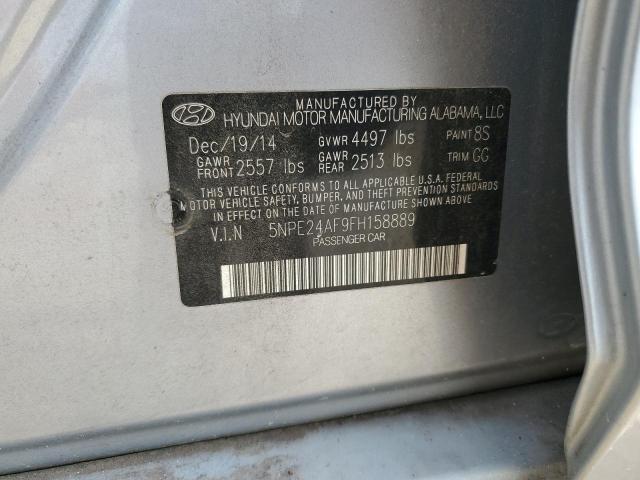 MANUFACTURED BY
HYUNDAI MOTOR MANUFACTURING ALABAMA, LLC
Dec/19/14 GVWR 4497 lbs PAINT 8S
GAWR FRONT 2557 lbs GAWR REAR 2513 lbs TRIM GG
THIS VEHICLE CONFORMS TO ALL APPLICABLE U.S.A. FEDERAL
MOTOR VEHICLE SAFETY, BUMPER, AND THEFT PREVENTION STANDARDS
IN EFFECT ON THE DATE OF MANUFACTURE SHOWN ABOVE.
V.I.N 5NPE24AF9FH158889
PASSENGER CAR